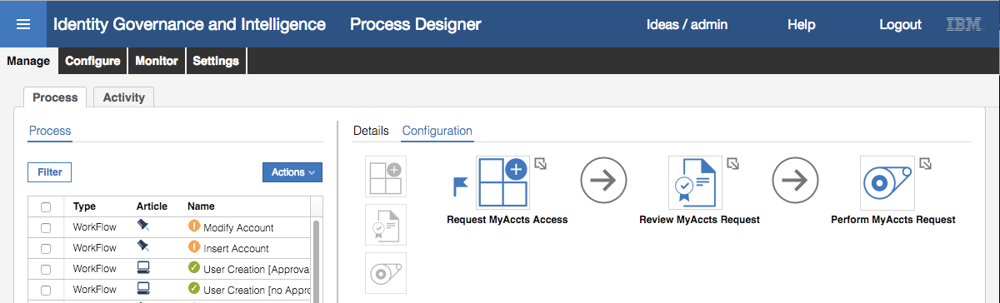 Identity Governance and Intelligence Process Designer Ideas / admin Help Logout IBM
Manage Configure Monitor Settings
Process Activity
Process
Details Configuration
Filter Actions
Type Article Name
WorkFlow Modify Account
WorkFlow Insert Account
WorkFlow User Creation [Approva
WorkFlow User Creation [no Appro
Request MyAccts Access Review MyAccts Request Perform MyAccts Request